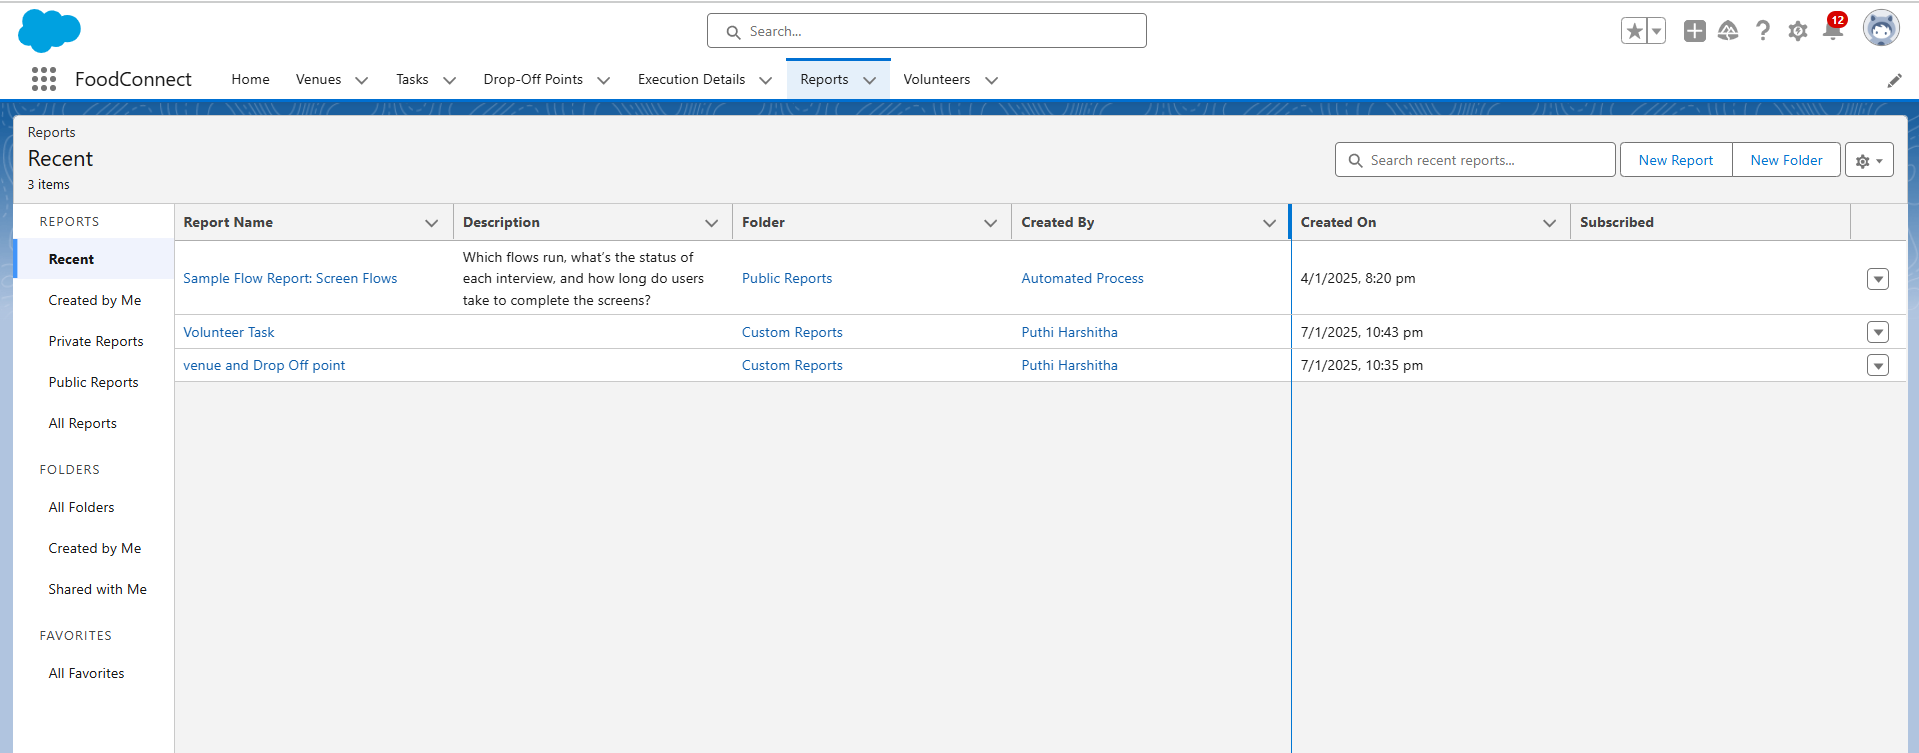 Search...
12
FoodConnect
Home
Venues
Tasks
Drop-Off Points
Execution Details
Reports
Volunteers
Reports
Recent
3 items
Search recent reports...
New Report
New Folder
REPORTS
Recent
Created by Me
Private Reports
Public Reports
All Reports
FOLDERS
All Folders
Created by Me
Shared with Me
FAVORITES
All Favorites
Report Name
Description
Folder
Created By
Created On
Subscribed
Sample Flow Report: Screen Flows
Which flows run, what’s the status of
each interview, and how long do users
take to complete the screens?
Public Reports
Automated Process
4/1/2025, 8:20 pm
Volunteer Task
Custom Reports
Puthi Harshitha
7/1/2025, 10:43 pm
venue and Drop Off point
Custom Reports
Puthi Harshitha
7/1/2025, 10:35 pm